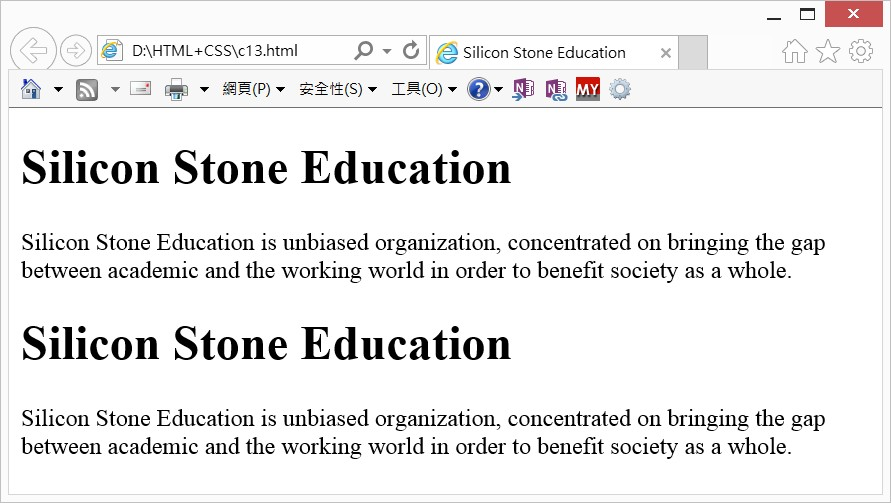 D:\HTML+CSS\c13.html
Silicon Stone Education
網頁(P) 安全性(S) 工具(O) ? N N MY
Silicon Stone Education
Silicon Stone Education is unbiased organization, concentrated on bringing the gap
between academic and the working world in order to benefit society as a whole.
Silicon Stone Education
Silicon Stone Education is unbiased organization, concentrated on bringing the gap
between academic and the working world in order to benefit society as a whole.